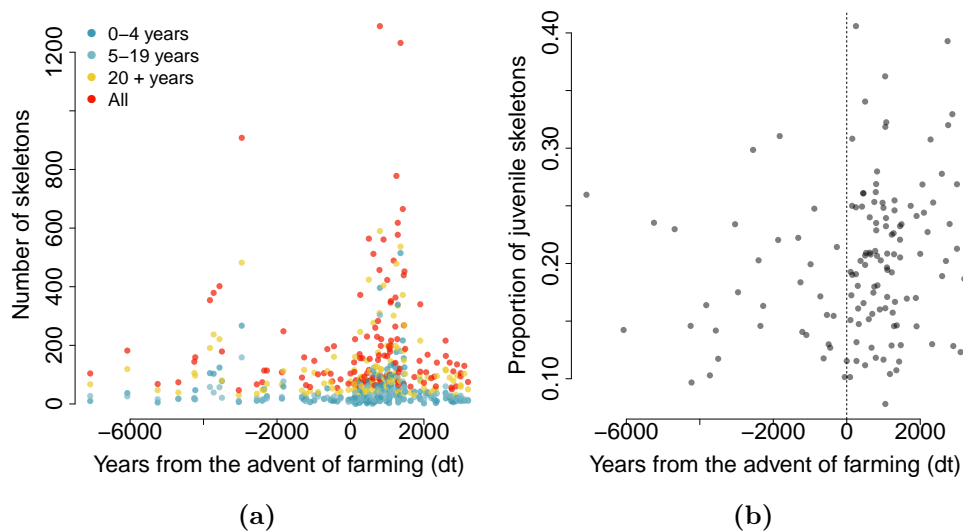 0−4 years
5−19 years
20 + years
All
Number of skeletons
0 200 400 600 800 1200
−6000 −2000 0 2000
Years from the advent of farming (dt)
(a)
Proportion of juvenile skeletons
0.10 0.20 0.30 0.40
−6000 −2000 0 2000
Years from the advent of farming (dt)
(b)